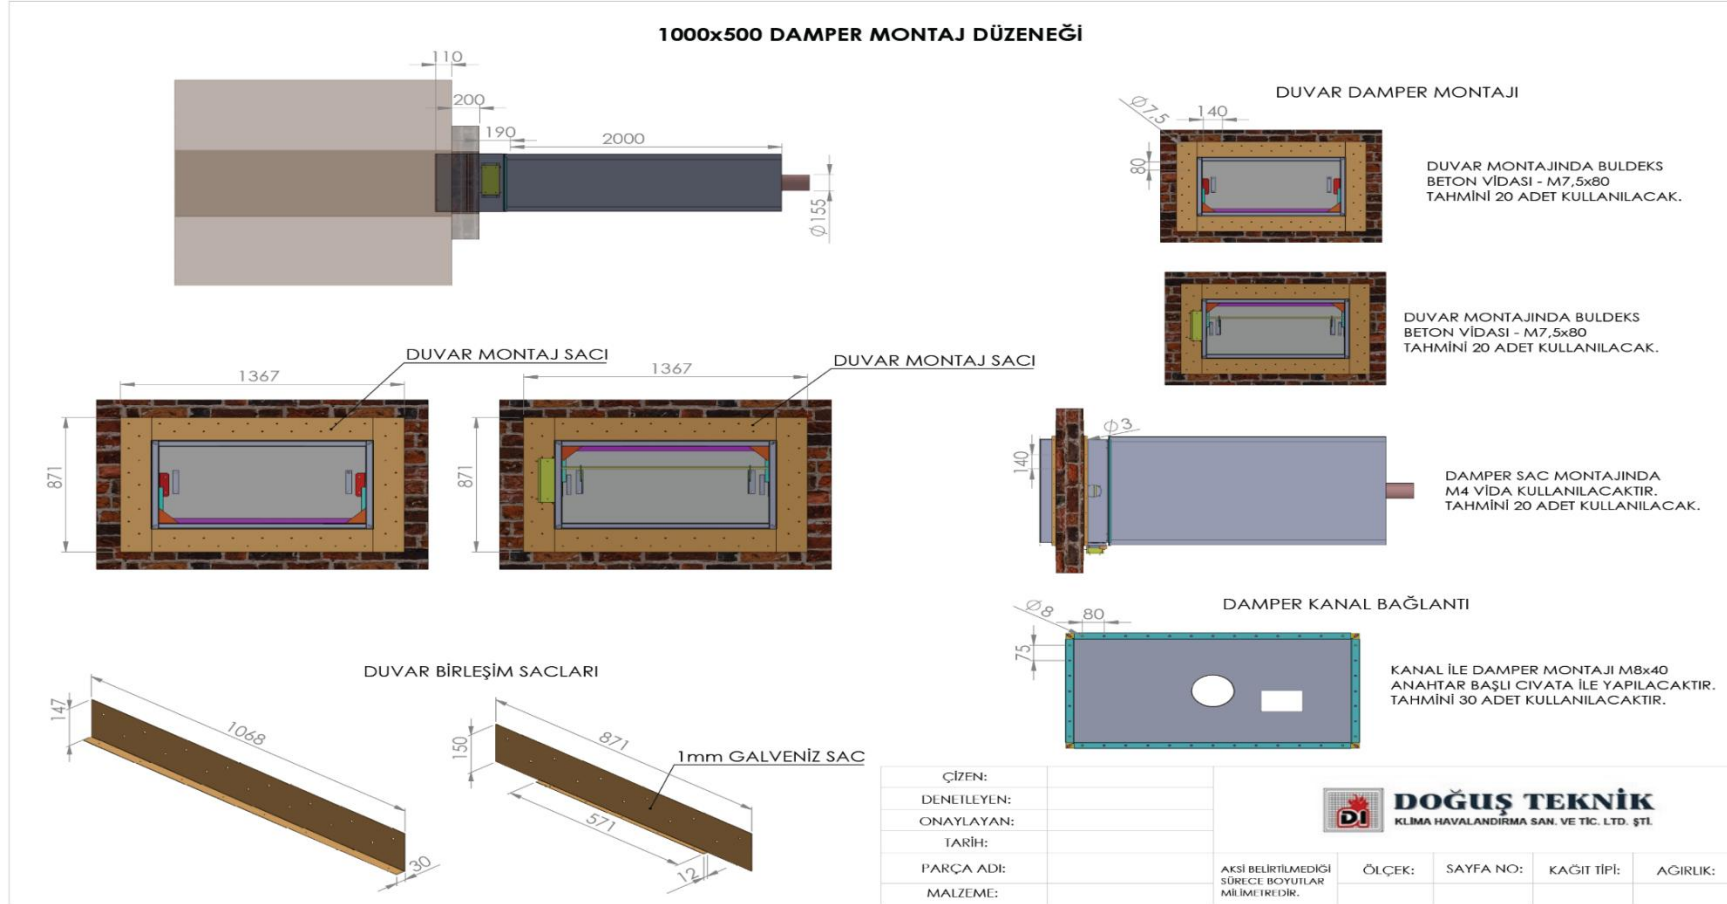 1000x500 DAMPER MONTAJ DÜZENEĞİ
110
200
190
2000
Ø155
DUVAR DAMPER MONTAJI
Ø7,5
140
80
DUVAR MONTAJINDA BULDEKS
BETON VİDASI - M7,5x80
TAHMİNİ 20 ADET KULLANILACAK.
DUVAR MONTAJINDA BULDEKS
BETON VİDASI - M7,5x80
TAHMİNİ 20 ADET KULLANILACAK.
DUVAR MONTAJ SACI
1367
871
DUVAR MONTAJ SACI
1367
871
Ø3
140
DAMPER SAC MONTAJINDA
M4 VİDA KULLANILACAKTIR.
TAHMİNİ 20 ADET KULLANILACAK.
DAMPER KANAL BAĞLANTI
Ø8
80
75
KANAL İLE DAMPER MONTAJI M8x40
ANAHTAR BAŞLI CIVATA İLE YAPILACAKTIR.
TAHMİNİ 30 ADET KULLANILACAKTIR.
DUVAR BİRLEŞİM SACLARI
147
1068
30
150
871
1mm GALVENİZ SAC
571
12
ÇİZEN:
DENETLEYEN:
ONAYLAYAN:
TARİH:
PARÇA ADI:
MALZEME:
DI
DOĞUŞ TEKNİK
KLİMA HAVALANDIRMA SAN. VE TİC. LTD. ŞTİ.
AKSİ BELİRTİLMEDİĞİ
SÜRECE BOYUTLAR
MİLİMETREDİR.
ÖLÇEK:
SAYFA NO:
KAĞIT TİPİ:
AĞIRLIK: